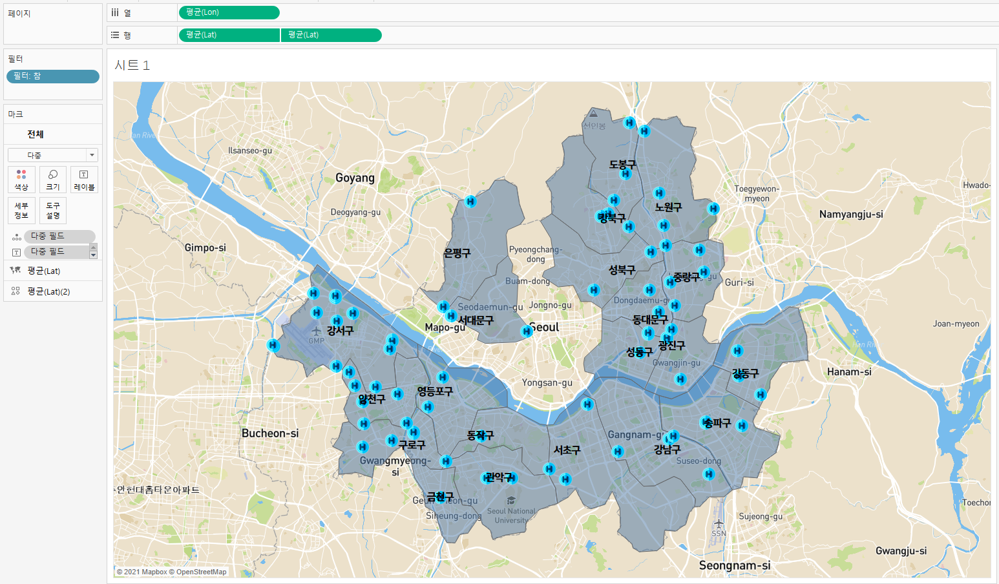 페이지
iii 열
평균(Lon)
행
평균(Lat)
평균(Lat)
필터
필터: 참
마크
전체
다중
색상
크기
레이블
세부
정보
도구
설명
다중 필드
다중 필드
평균(Lat)
평균(Lat)(2)
시트 1
선인봉
Ilsanseo-gu
Goyang
도봉구
Toegyewon-
myeon
Hwado-
Deogyang-gu
노원구
강북구
Namyangju-si
Gimpo-si
은평구
Pyeongchang-
dong
성북구
중랑구
Buam-dong
Guri-si
Seodaemun-gu
Jongno-gu
Dongdaemu-g
서대문구
동대문구
Joan-myeon
Mapo-gu
Seoul
강서구
GMP
성동구
광진구
Gwangjin-gu
강동구
Hanam-si
Yongsan-gu
영등포구
양천구
송파구
Bucheon-si
동작구
Gangnam-gu
구로구
서초구
강남구
Gwangmyeong-
si
Suseo-dong
관악구
안현대홈타운아파트
금천구
Siheung-dong
Seoul National
University
Techor
Sujeong-gu
SSN
Gwangju-si
Seongnam-si
© 2021 Mapbox © OpenStreetMap